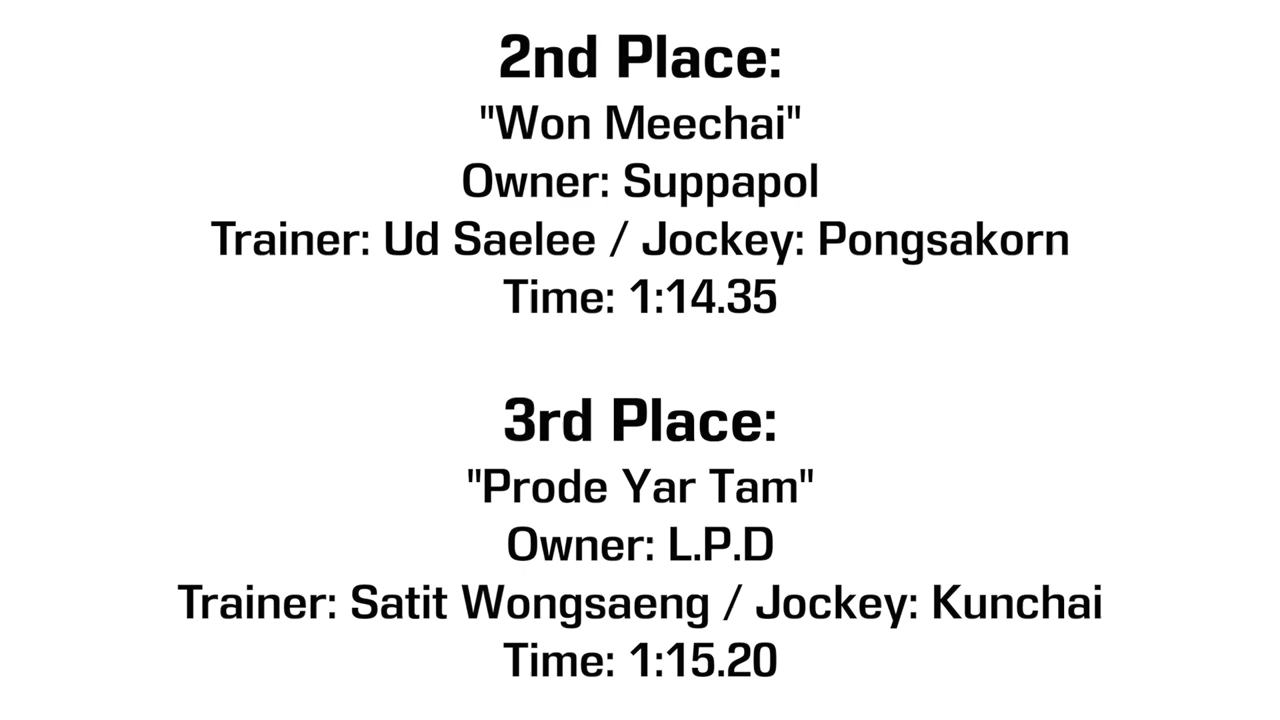 2nd Place:
"Won Meechai"
Owner: Suppapol
Trainer: Ud Saelee / Jockey: Pongsakorn
Time: 1:14.35
3rd Place:
"Prode Yar Tam"
Owner: L.P.D
Trainer: Satit Wongsaeng / Jockey: Kunchai
Time: 1:15.20